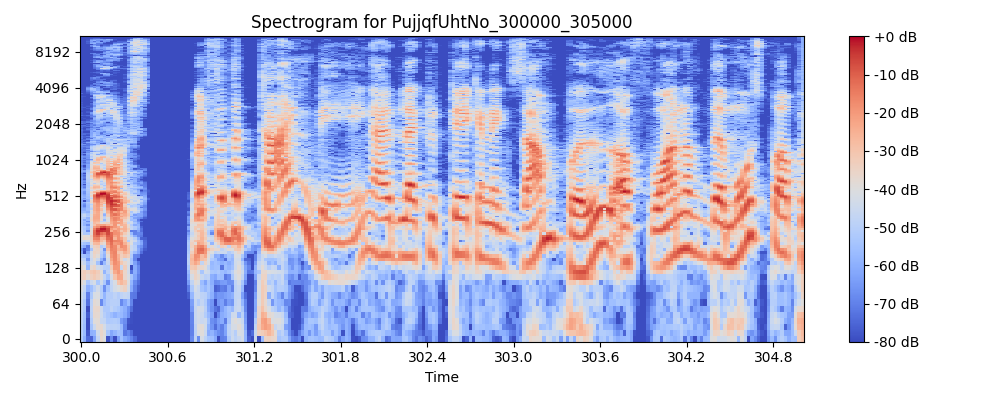 Spectrogram for PujjqfUhtNo_300000_305000
Hz
8192
4096
2048
1024
512
256
128
64
0
300.0 300.6 301.2 301.8 302.4 303.0 303.6 304.2 304.8
Time
+0 dB
-10 dB
-20 dB
-30 dB
-40 dB
-50 dB
-60 dB
-70 dB
-80 dB